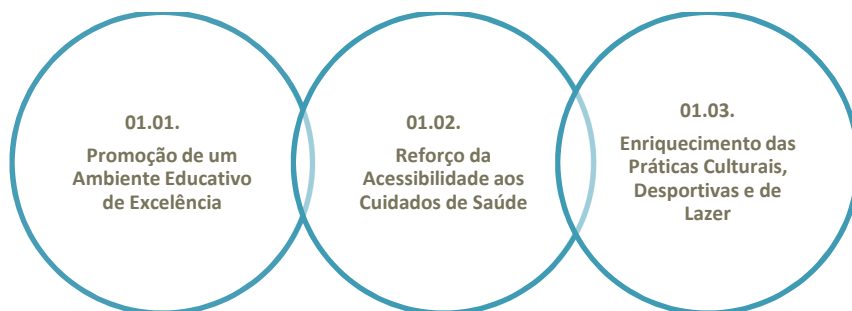 01.01.
Promoção de um
Ambiente Educativo
de Excelência
01.02.
Reforço da
Acessibilidade aos
Cuidados de Saúde
01.03.
Enriquecimento das
Práticas Culturais,
Desportivas e de
Lazer